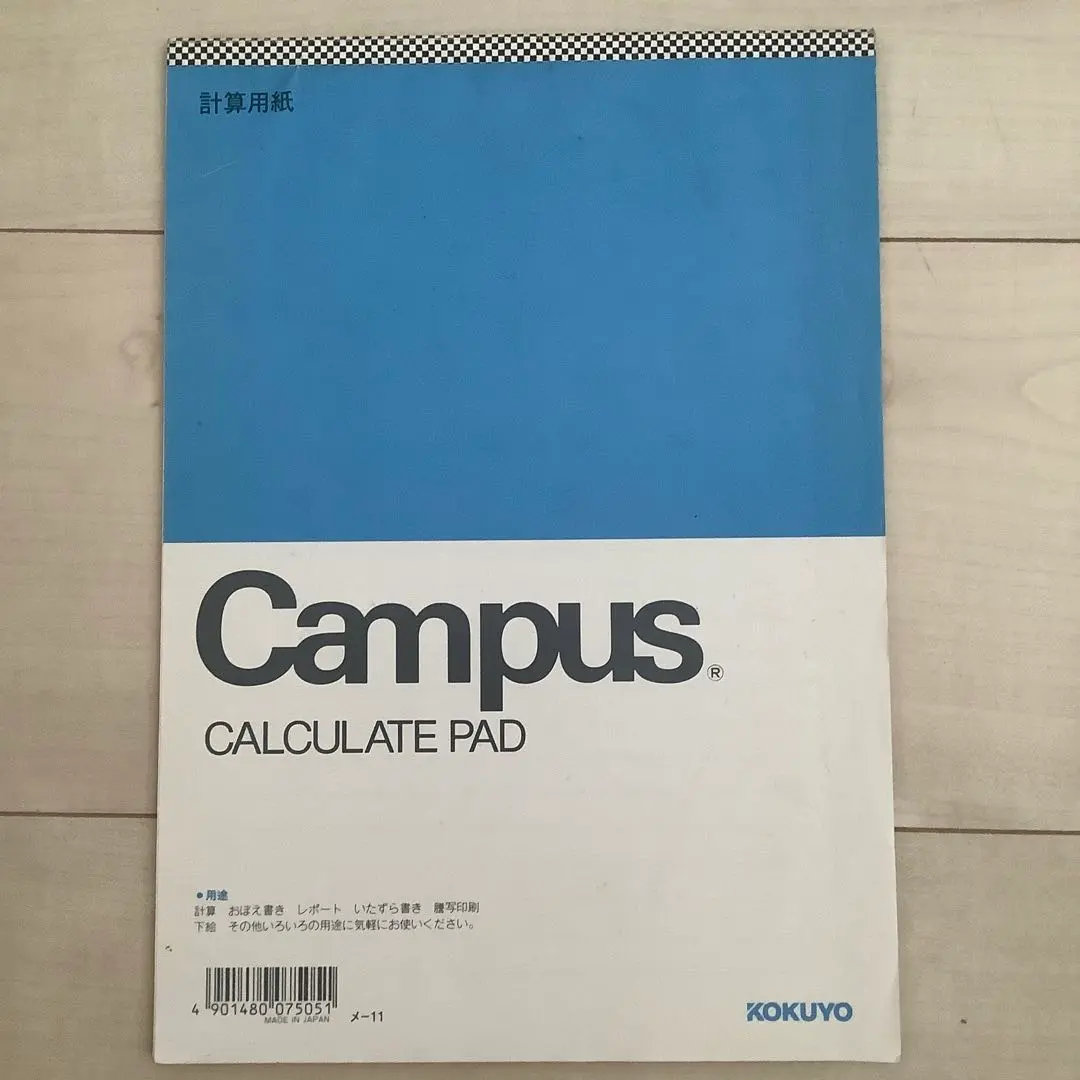 計算用紙
Campus®
CALCULATE PAD
●用途
計算 おぼえ書き レポート いたずら書き 謄写印刷
下絵 その他いろいろの用途に気軽にお使いください。
4 901480 075051
MADE IN JAPAN
メ-11
KOKUYO